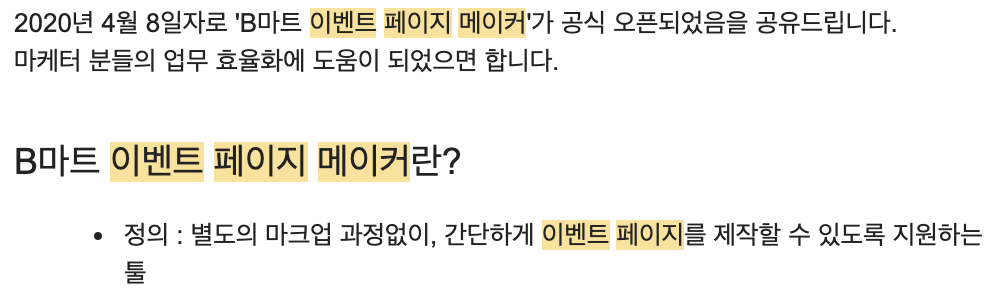 2020년 4월 8일자로 'B마트 이벤트 페이지 메이커'가 공식 오픈되었음을 공유드립니다.
마케터 분들의 업무 효율화에 도움이 되었으면 합니다.
B마트 이벤트 페이지 메이커란?
• 정의 : 별도의 마크업 과정없이, 간단하게 이벤트 페이지를 제작할 수 있도록 지원하는
툴